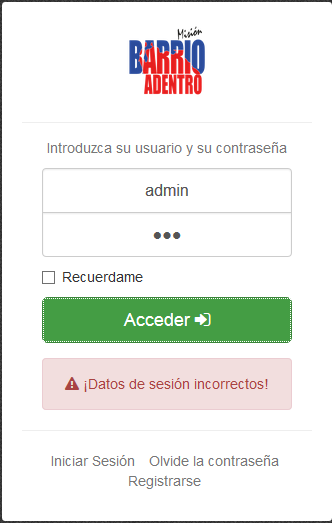 Misión
BARRIO
ADENTRO
Introduzca su usuario y su contraseña
admin
•••
Recuerdame
Acceder
¡Datos de sesión incorrectos!
Iniciar Sesión Olvide la contraseña
Registrarse